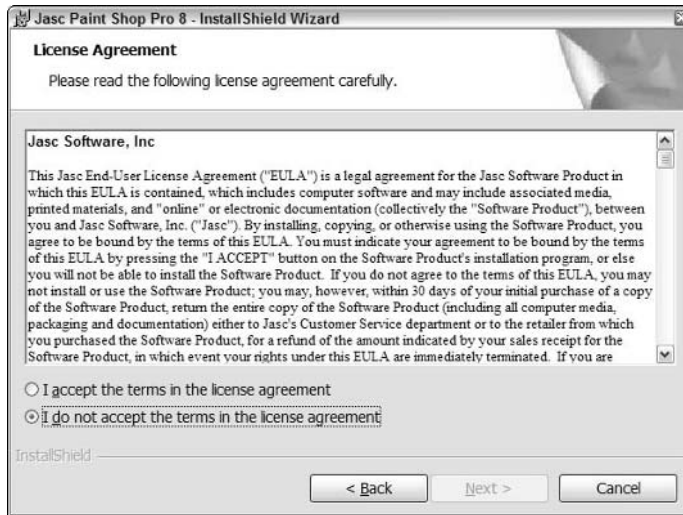 Jasc Paint Shop Pro 8 - InstallShield Wizard
License Agreement
Please read the following license agreement carefully.
Jasc Software, Inc
This Jasc End-User License Agreement ("EULA") is a legal agreement for the Jasc Software Product in
which this EULA is contained, which includes computer software and may include associated media,
printed materials, and "online" or electronic documentation (collectively the "Software Product"), between
you and Jasc Software, Inc. ("Jasc"). By installing, copying, or otherwise using the Software Product, you
agree to be bound by the terms of this EULA. You must indicate your agreement to be bound by the terms
of this EULA by pressing the "I ACCEPT" button on the Software Product's installation program, or else
you will not be able to install the Software Product. If you do not agree to the terms of this EULA, you may
not install or use the Software Product; you may, however, within 30 days of your initial purchase of a copy
of the Software Product, return the entire copy of the Software Product (including all computer media,
packaging and documentation) either to Jasc's Customer Service department or to the retailer from which
you purchased the Software Product, for a refund of the amount indicated by your sales receipt for the
Software Product, in which event your rights under this EULA are immediately terminated. If you are
I accept the terms in the license agreement
I do not accept the terms in the license agreement
InstallShield
< Back
Next >
Cancel